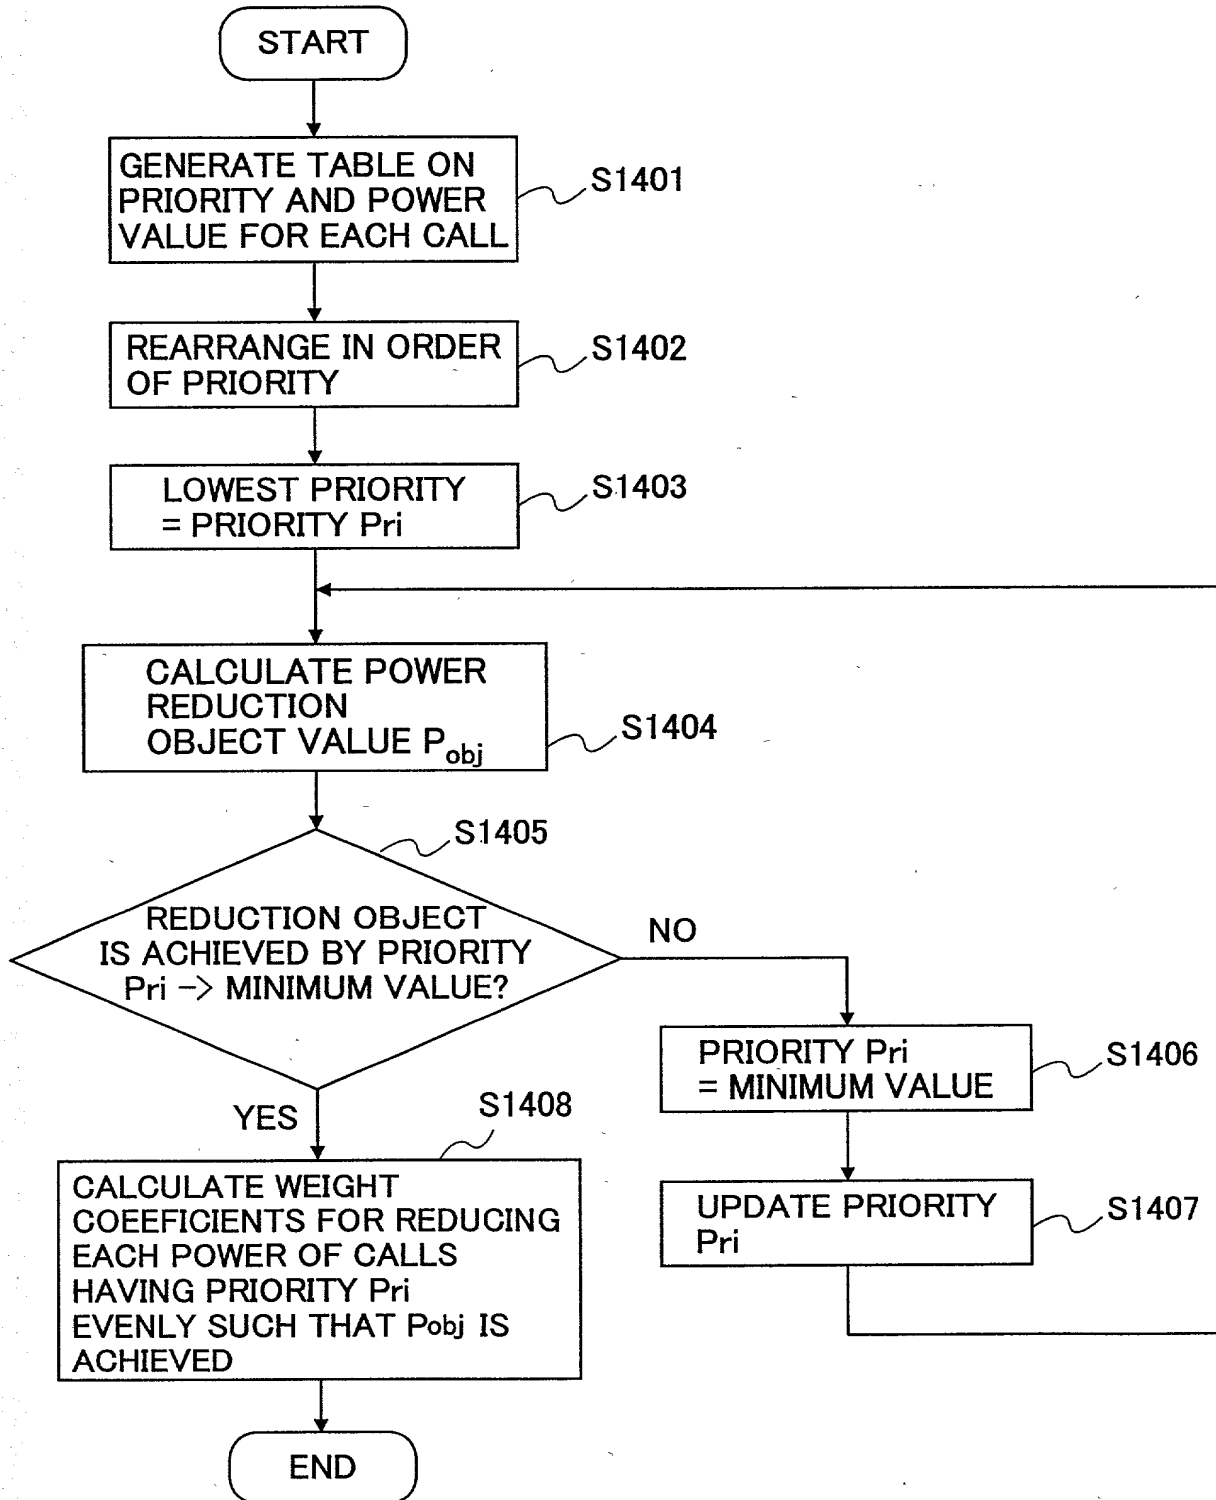 START
GENERATE TABLE ON
PRIORITY AND POWER
VALUE FOR EACH CALL
S1401
REARRANGE IN ORDER
OF PRIORITY
S1402
LOWEST PRIORITY
= PRIORITY Pri
S1403
CALCULATE POWER
REDUCTION
OBJECT VALUE Pobj
S1404
S1405
REDUCTION OBJECT
IS ACHIEVED BY PRIORITY
Pri -> MINIMUM VALUE?
NO
PRIORITY Pri
= MINIMUM VALUE
S1406
UPDATE PRIORITY
Pri
S1407
YES
S1408
CALCULATE WEIGHT
COEEFICIENTS FOR REDUCING
EACH POWER OF CALLS
HAVING PRIORITY Pri
EVENLY SUCH THAT Pobj IS
ACHIEVED
END